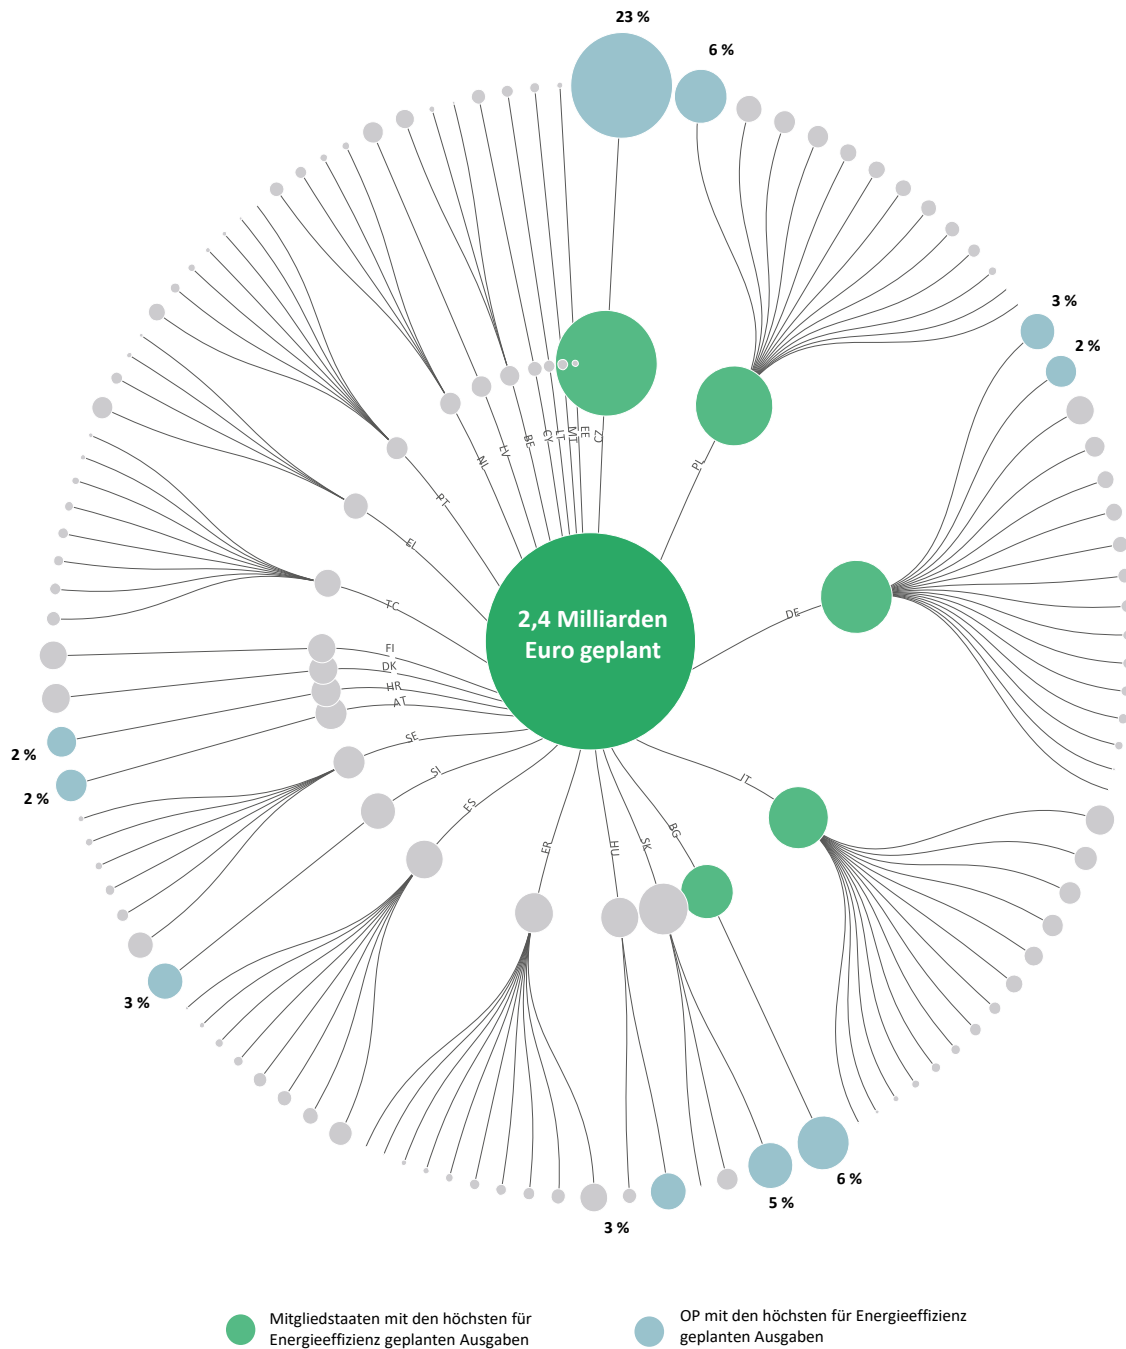 23 %
6 %
3 %
2 %
CZ
EE
MT
LT
CY
BE
LV
NL
PL
PT
EI
TC
DE
2,4 Milliarden
Euro geplant
FI
DK
HR
AT
SE
SI
ES
IT
BG
SK
HU
ER
2 %
2 %
3 %
6 %
5 %
3 %
Mitgliedstaaten mit den höchsten für
Energieeffizienz geplanten Ausgaben
OP mit den höchsten für Energieeffizienz
geplanten Ausgaben